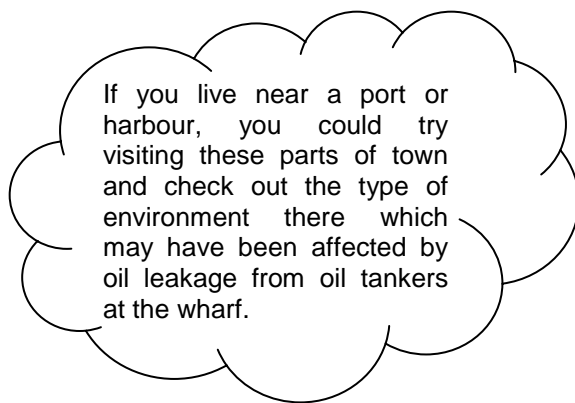 If you live near a port or
harbour, you could try
visiting these parts of town
and check out the type of
environment there which
may have been affected by
oil leakage from oil tankers
at the wharf.